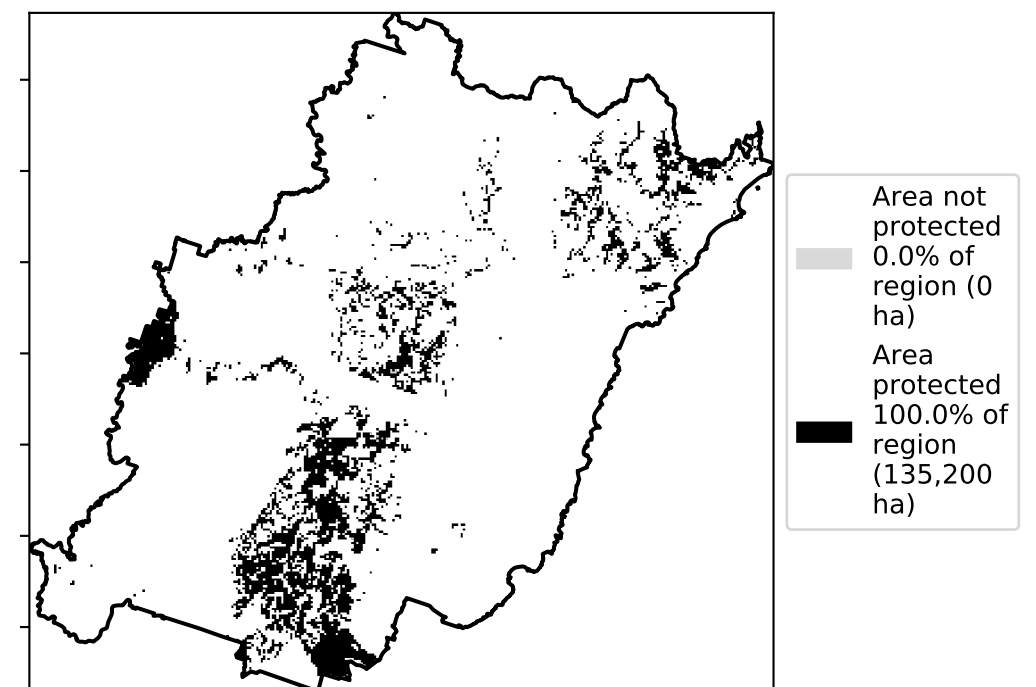 Area not
protected
0.0% of
region (0
ha)
Area
protected
100.0% of
region
(135,200
ha)